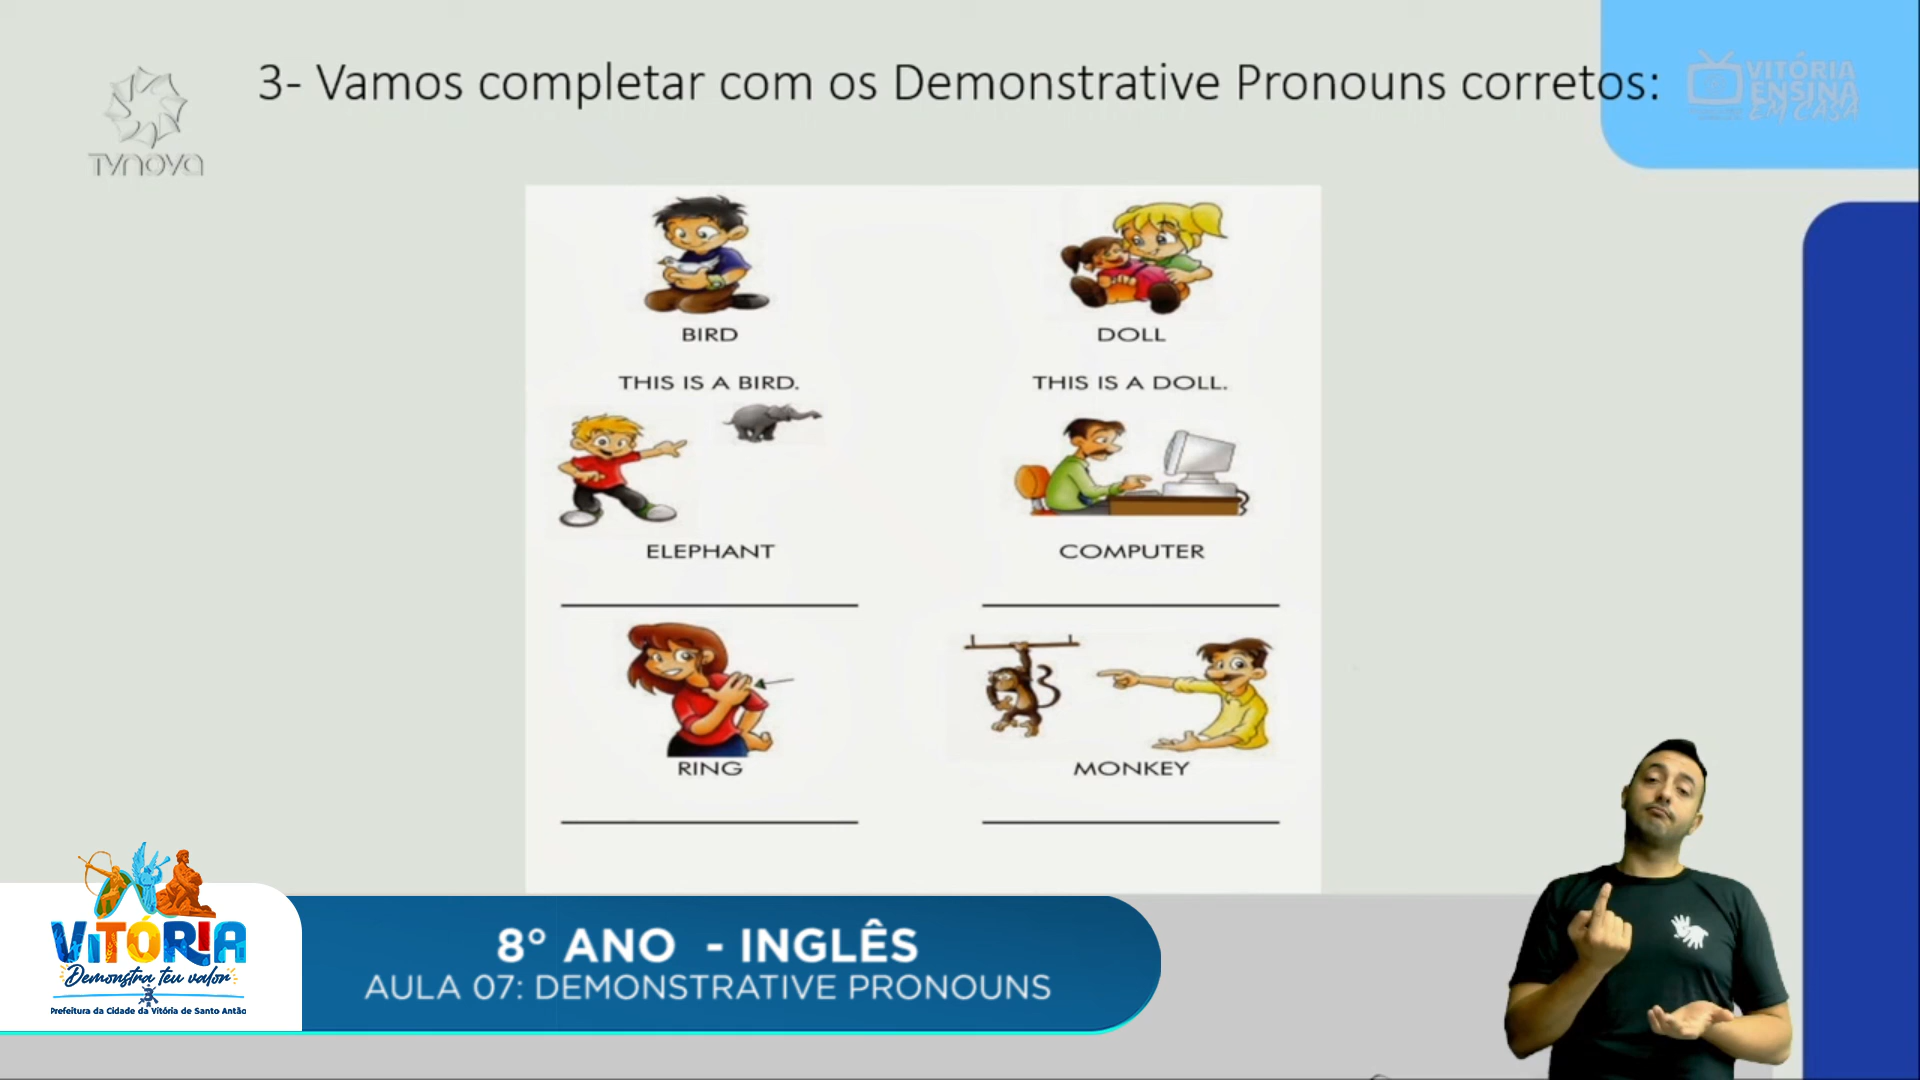 3- Vamos completar com os Demonstrative Pronouns corretos:
TVNOVA
VITÓRIA
ENSINA
EM CASA
BIRD
DOLL
THIS IS A BIRD.
THIS IS A DOLL.
ELEPHANT
COMPUTER
RING
MONKEY
VITÓRIA
Demonstra teu valor
Prefeitura da Cidade da Vitória de Santo Antão
8° ANO - INGLÊS
AULA 07: DEMONSTRATIVE PRONOUNS